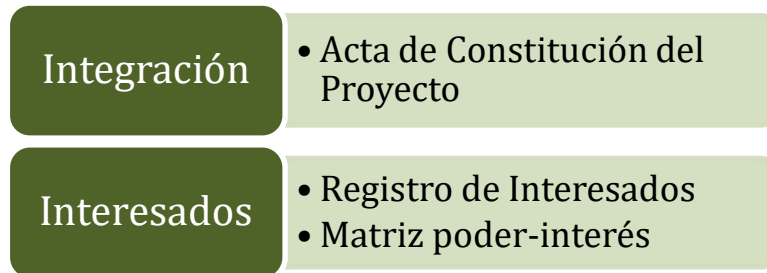 Integración
• Acta de Constitución del
Proyecto
Interesados
• Registro de Interesados
• Matriz poder-interés